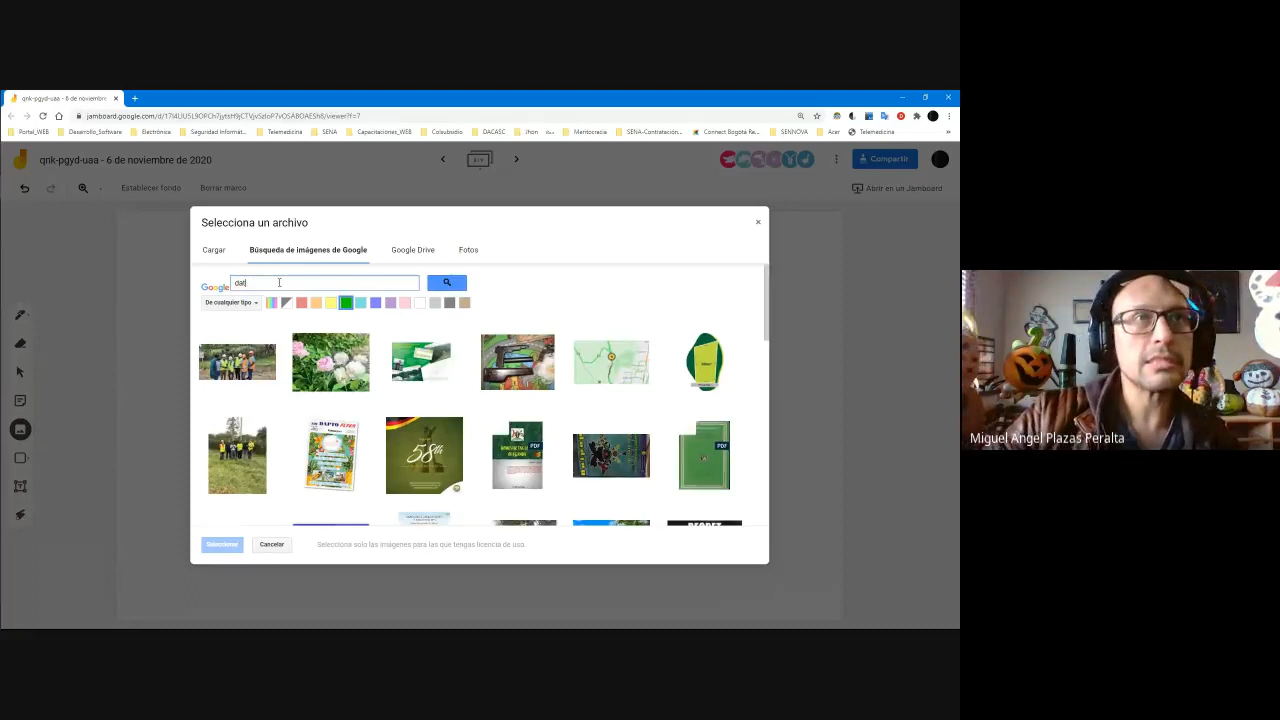 qnk-pgyd-uaa - 6 de noviembre
jamboard.google.com/d/17I4UU5L9OPCh7jytsH9jCTVjvSzIoP7vOSABOAE5h8/viewer?f=7
Portal_WEB Desarrollo_Software Electrónica Seguridad Informát... Telemedicina SENA Capacitaciónes_WEB Colsubsidio DACASC Jhon Mentocracia SENA-Contratación... Connect Bogotá Re... SENNOVA Acer Telemedicina
qnk-pgyd-uaa - 6 de noviembre de 2020
Compartir
Establecer fondo Borrar marco
Abrir en un Jamboard
Selecciona un archivo
Cargar Búsqueda de imágenes de Google Google Drive Fotos
Google dat
De cualquier tipo
58th
PDF
PDF
Seleccionar Cancelar Selecciona solo las imágenes para las que tengas licencia de uso.
Miguel Angel Plazas Peralta